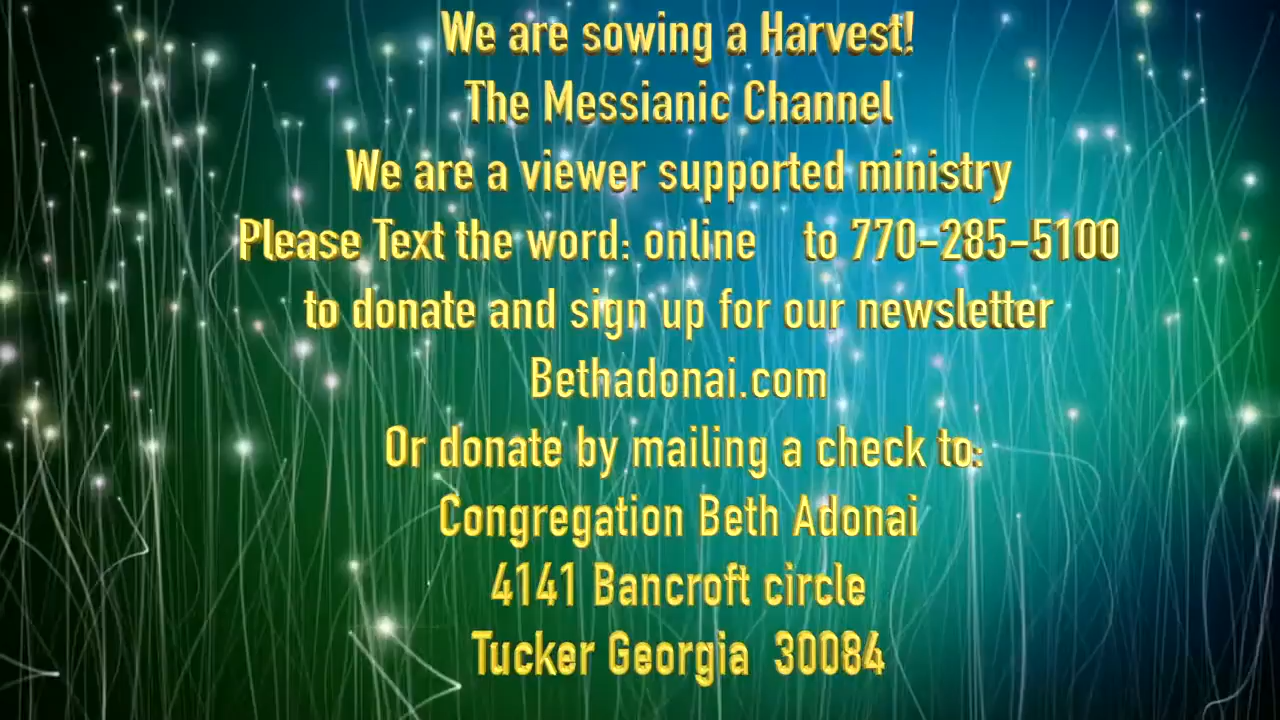 We are sowing a Harvest!
The Messianic Channel
We are a viewer supported ministry
Please Text the word: online to 770-285-5100
to donate and sign up for our newsletter
Bethadonai.com
Or donate by mailing a check to:
Congregation Beth Adonai
4141 Bancroft circle
Tucker Georgia 30084